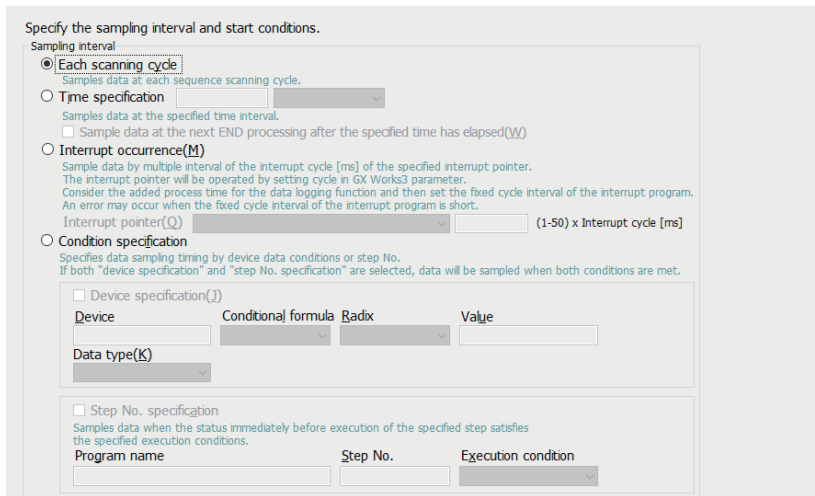 Specify the sampling interval and start conditions.
Sampling interval
Each scanning cycle
Samples data at each sequence scanning cycle.
Time specification
Samples data at the specified time interval.
Sample data at the next END processing after the specified time has elapsed(W)
Interrupt occurrence(M)
Sample data by multiple interval of the interrupt cycle [ms] of the specified interrupt pointer.
The interrupt pointer will be operated by setting cycle in GX Works3 parameter.
Consider the added process time for the data logging function and then set the fixed cycle interval of the interrupt program.
An error may occur when the fixed cycle interval of the interrupt program is short.
Interrupt pointer(Q) (1-50) x Interrupt cycle [ms]
Condition specification
Specifies data sampling timing by device data conditions or step No.
If both "device specification" and "step No. specification" are selected, data will be sampled when both conditions are met.
Device specification(J)
Device Conditional formula Radix Value
Data type(K)
Step No. specification
Samples data when the status immediately before execution of the specified step satisfies
the specified execution conditions.
Program name Step No. Execution condition